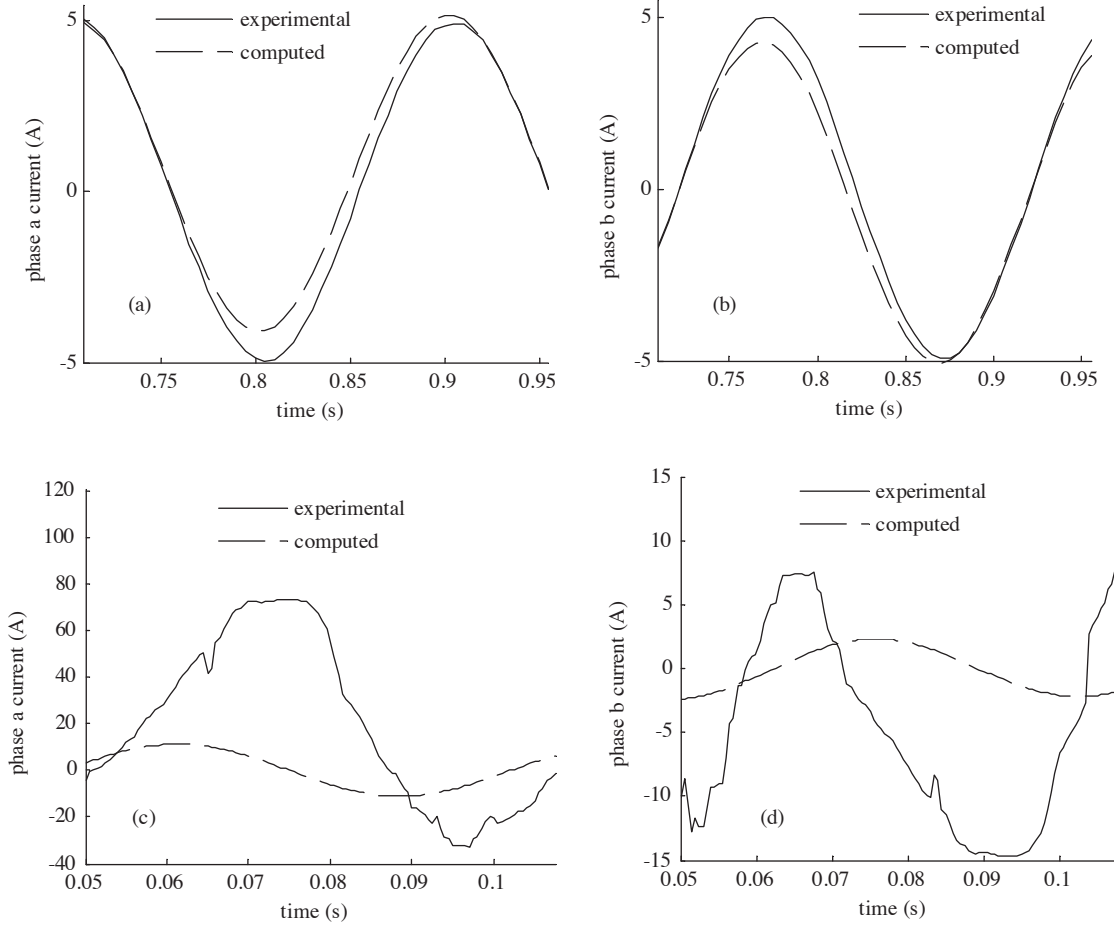 experimental
computed
5
0
-5
phase a current (A)
(a)
0.75 0.8 0.85 0.9 0.95
time (s)
experimental
computed
5
0
-5
phase b current (A)
(b)
0.75 0.8 0.85 0.9 0.95
time (s)
experimental
computed
120
100
80
60
40
20
0
-20
-40
phase a current (A)
(c)
0.05 0.06 0.07 0.08 0.09 0.1
time (s)
experimental
computed
15
10
5
0
-5
-10
-15
phase b current (A)
(d)
0.05 0.06 0.07 0.08 0.09 0.1
time (s)